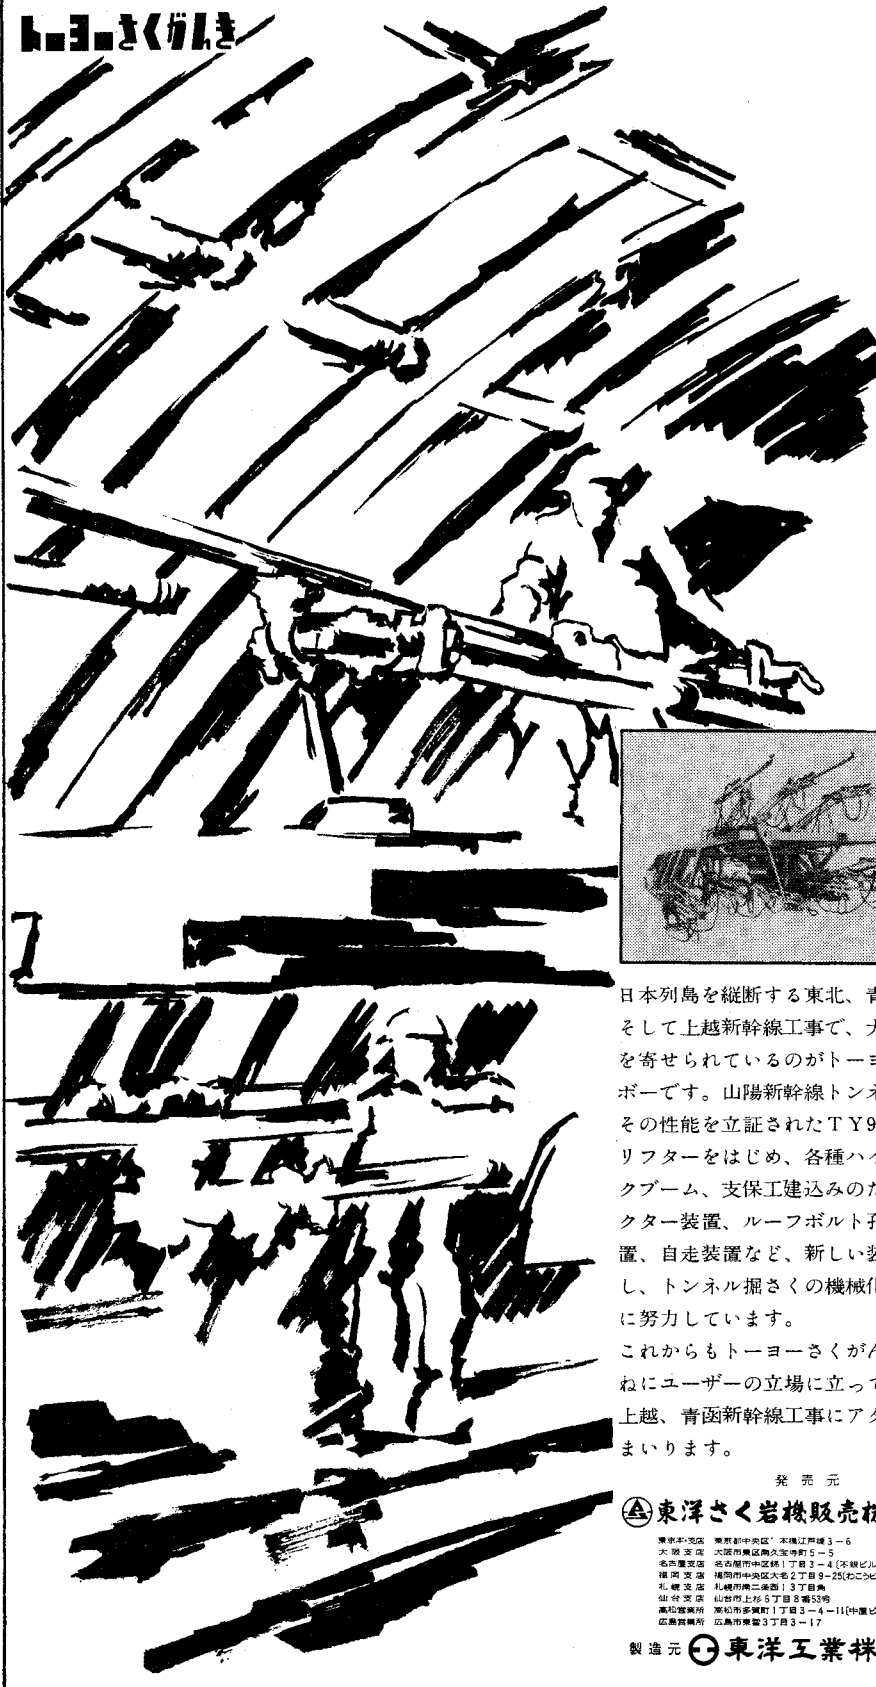 トーヨーさくがんき
日本列島を縦断する東北、青
そして上越新幹線工事で、大
を寄せられているのがトーヨ
ボーです。山陽新幹線トンネ
その性能を立証されたTY9
リフターをはじめ、各種ハイ
クブーム、支保工建込みのた
クター装置、ルーフボルト孔
置、自走装置など、新しい装
し、トンネル掘さくの機械化
に努力しています。
これからもトーヨーさくがん
ねにユーザーの立場に立って
上越、青函新幹線工事にアタ
まいります。
発売元
東洋さく岩機販売株
東京本・支店 東京都中央区日本橋江戸橋3-6
大阪支店 大阪市東区南久宝寺町5-5
名古屋支店 名古屋市中区錦1丁目3-4(不銀ビル
福岡支店 福岡市中央区大名2丁目9-25(わこうビ
札幌支店 札幌市南二条西13丁目角
仙台支店 仙台市上杉6丁目8番53号
高松営業所 高松市多賀町1丁目3-4-11(中屋ビ
広島営業所 広島市東雲3丁目3-17
製造元 東洋工業株